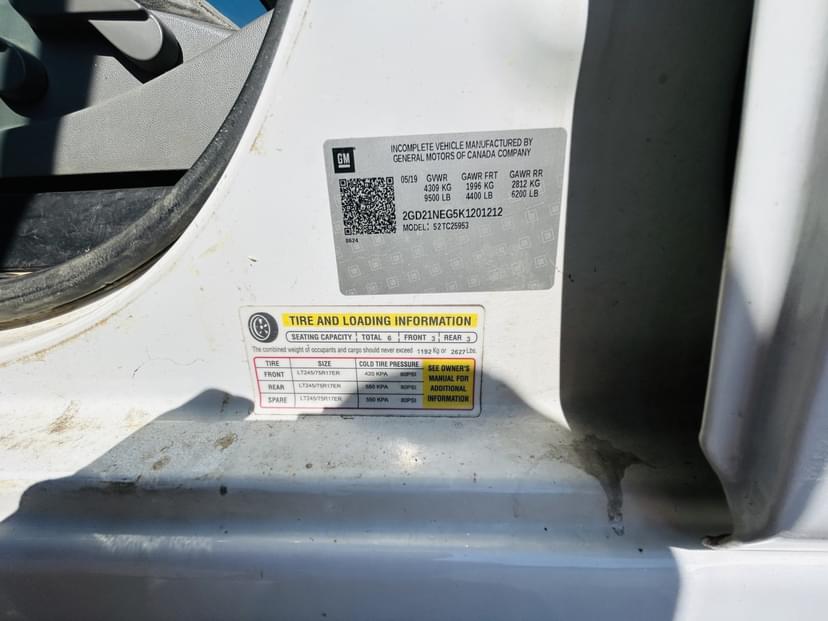 GM
INCOMPLETE VEHICLE MANUFACTURED BY
GENERAL MOTORS OF CANADA COMPANY
05/19 GVWR GAWR FRT GAWR RR
4309 KG 1996 KG 2812 KG
9500 LB 4400 LB 6200 LB
2GD21NEG5K1201212
MODEL: 52TC25953
0024
TIRE AND LOADING INFORMATION
SEATING CAPACITY TOTAL 6 FRONT 3 REAR 3
The combined weight of occupants and cargo should never exceed 1192 Kg or 2627 Lbs.
TIRE SIZE COLD TIRE PRESSURE
FRONT LT245/75R17ER 420 KPA 60PSI
REAR LT245/75R17ER 550 KPA 80PSI
SPARE LT245/75R17ER 550 KPA 80PSI
SEE OWNER'S
MANUAL FOR
ADDITIONAL
INFORMATION